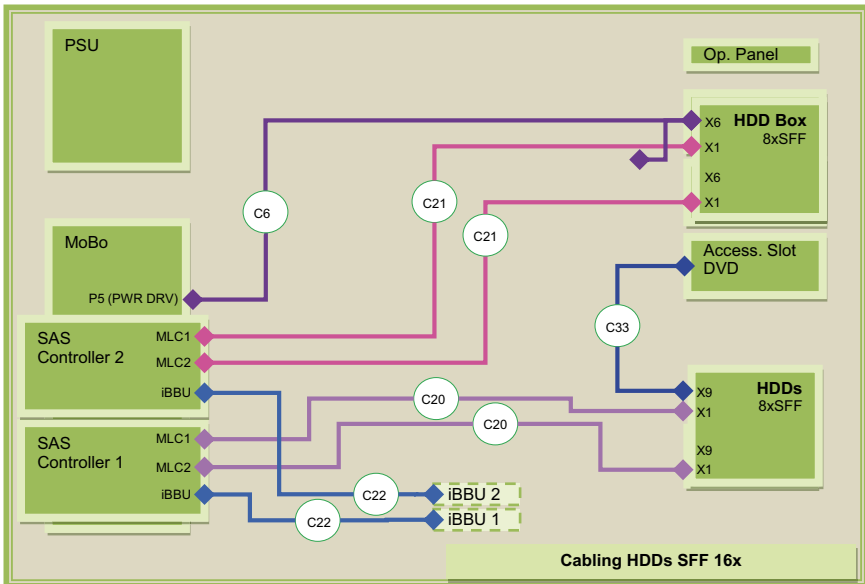 PSU
Op. Panel
X6
HDD Box
8xSFF
X1
X6
X1
C6
C21
C21
MoBo
P5 (PWR DRV)
Access. Slot
DVD
C33
SAS
Controller 2
MLC1
MLC2
iBBU
X9
HDDs
X1
8xSFF
X9
X1
C20
C20
SAS
Controller 1
MLC1
MLC2
iBBU
C22
C22
iBBU 2
iBBU 1
Cabling HDDs SFF 16x